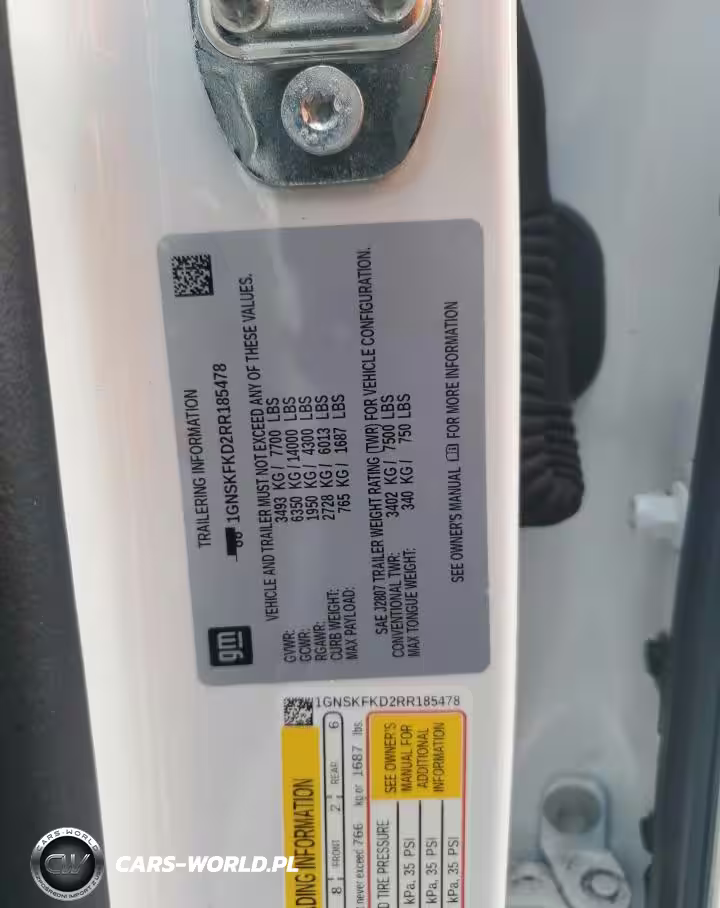 TRAILERING INFORMATION
1GNSKFKD2RR185478
gm
VEHICLE AND TRAILER MUST NOT EXCEED ANY OF THESE VALUES.
GVWR: 3493 KG / 7700 LBS
GCWR: 6350 KG / 14000 LBS
RGAWR: 1950 KG / 4300 LBS
CURB WEIGHT: 2728 KG / 6013 LBS
MAX PAYLOAD: 765 KG / 1687 LBS
SAE J2807 TRAILER WEIGHT RATING (TWR) FOR VEHICLE CONFIGURATION.
CONVENTIONAL TWR: 3402 KG / 7500 LBS
MAX TONGUE WEIGHT: 340 KG / 750 LBS
SEE OWNER'S MANUAL FOR MORE INFORMATION
1GNSKFKD2RR185478
ADING INFORMATION
8 FRONT 2 REAR 6
never exceed 766 kg or 1687 lbs.
D TIRE PRESSURE
SEE OWNER'S
MANUAL FOR
ADDITIONAL
INFORMATION
kPa, 35 PSI
kPa, 35 PSI
kPa, 35 PSI
CARS-WORLD
CW
CARS-WORLD.PL